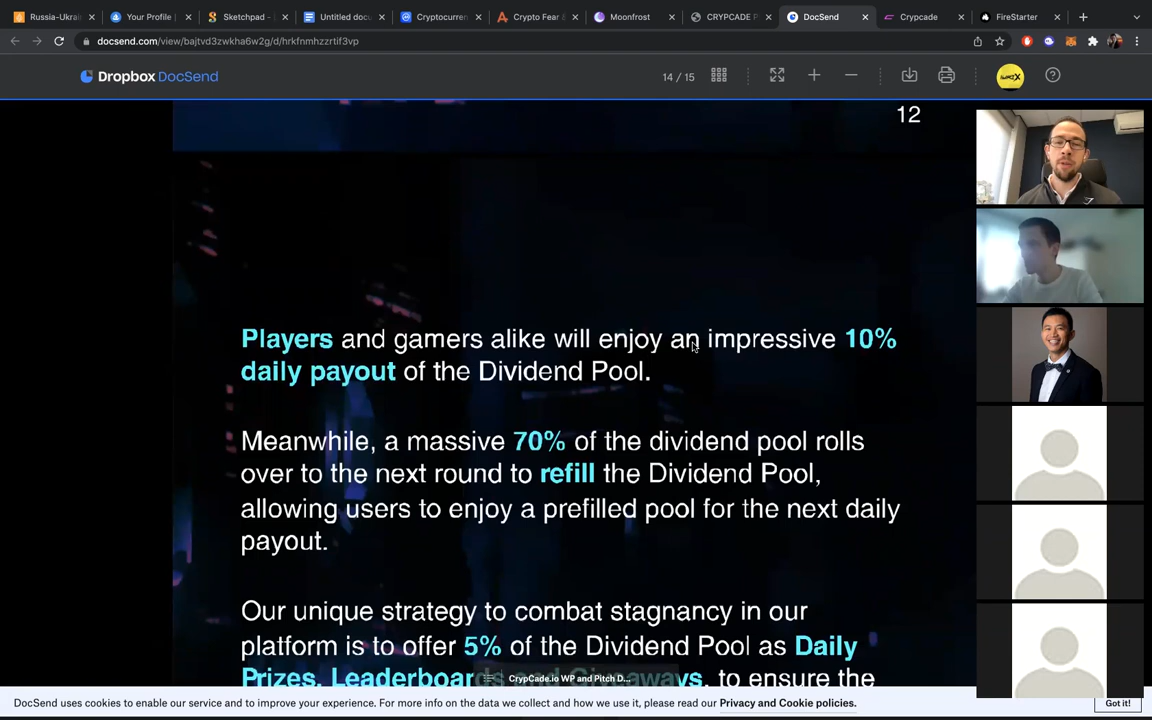 Russia-Ukrai
Your Profile
Sketchpad -
Untitled docu
Cryptocurren
Crypto Fear
Moonfrost
CRYPCADE P
DocSend
Crypcade
FireStarter
docsend.com/view/bajtvd3zwkha6w2g/d/hrkfnmhzzrtif3vp
Dropbox DocSend
14 / 15
12
Players and gamers alike will enjoy an impressive 10%
daily payout of the Dividend Pool.
Meanwhile, a massive 70% of the dividend pool rolls
over to the next round to refill the Dividend Pool,
allowing users to enjoy a prefilled pool for the next daily
payout.
Our unique strategy to combat stagnancy in our
platform is to offer 5% of the Dividend Pool as Daily
Prizes, Leaderboards and Giveaways, to ensure the
CrypCade.io WP and Pitch D...
DocSend uses cookies to enable our service and to improve your experience. For more info on the data we collect and how we use it, please read our Privacy and Cookie policies.
Got it!